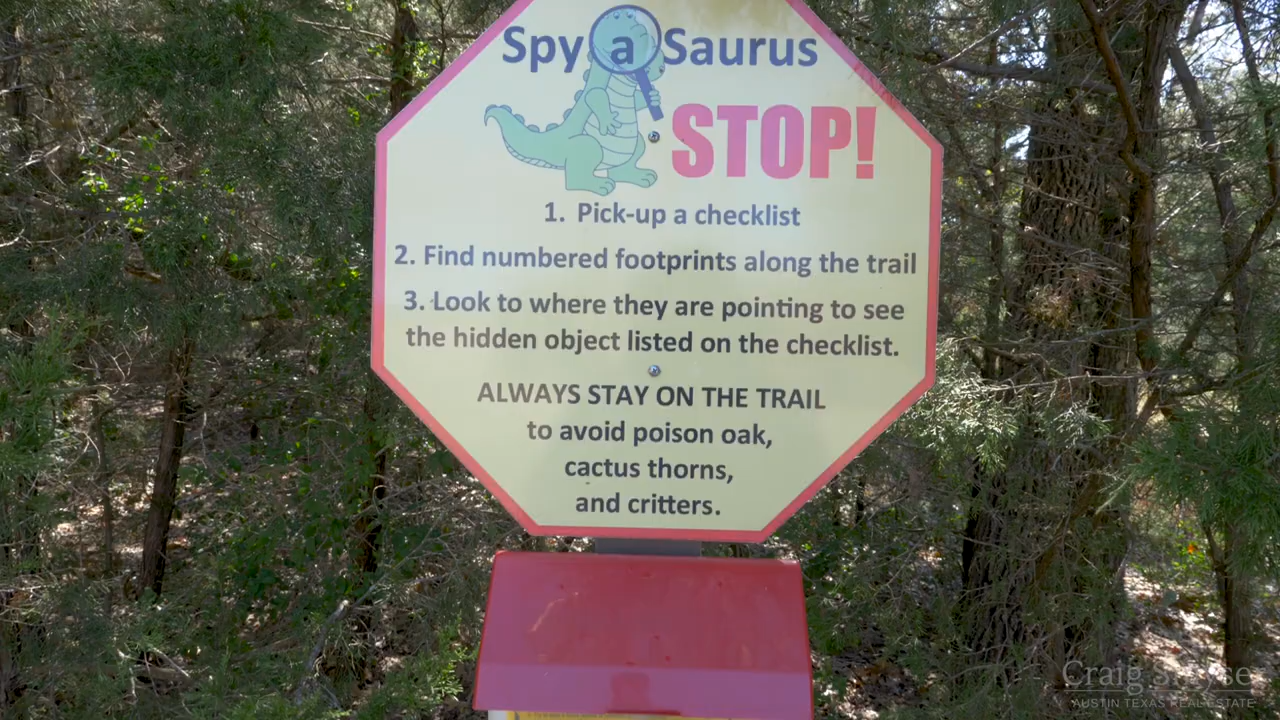 Spy a Saurus
STOP!
1. Pick-up a checklist
2. Find numbered footprints along the trail
3. Look to where they are pointing to see
the hidden object listed on the checklist.
ALWAYS STAY ON THE TRAIL
to avoid poison oak,
cactus thorns,
and critters.
Craig Smyse
AUSTIN TEXAS REAL ESTATE